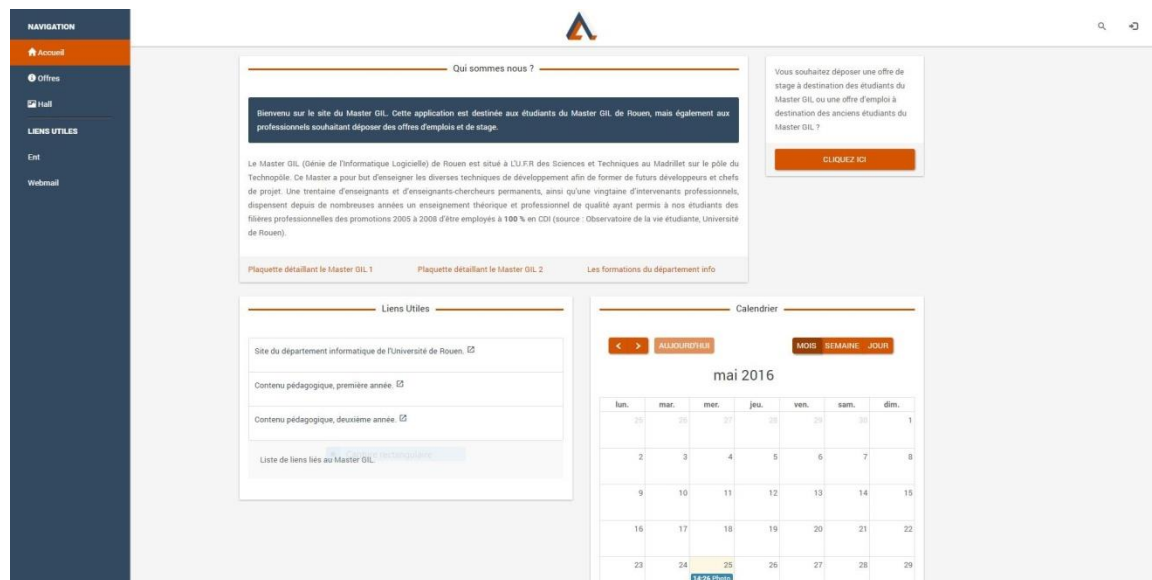 NAVIGATION
Accueil
Offres
Hall
LIENS UTILES
Ent
Webmail
Qui sommes nous ?
Bienvenu sur le site du Master GIL. Cette application est destinée aux étudiants du Master GIL de Rouen, mais également aux
professionnels souhaitant déposer des offres d'emplois et de stage.
Le Master GIL (Génie de l'Informatique Logicielle) de Rouen est situé à L'U.F.R des Sciences et Techniques au Madrillet sur le pôle du
Technopôle. Ce Master a pour but d'enseigner les diverses techniques de développement afin de former de futurs développeurs et chefs
de projet. Une trentaine d'enseignants et d'enseignants-chercheurs permanents, ainsi qu'une vingtaine d'intervenants professionnels,
dispensent depuis de nombreuses années un enseignement théorique et professionnel de qualité ayant permis à nos étudiants des
filières professionnelles des promotions 2005 à 2008 d'être employés à 100 % en CDI (source : Observatoire de la vie étudiante, Université
de Rouen).
Plaquette détaillant le Master GIL 1
Plaquette détaillant le Master GIL 2
Les formations du département info
Vous souhaitez déposer une offre de
stage à destination des étudiants du
Master GIL ou une offre d'emploi à
destination des anciens étudiants du
Master GIL ?
CLIQUEZ ICI
Liens Utiles
Site du département informatique de l'Université de Rouen.
Contenu pédagogique, première année.
Contenu pédagogique, deuxième année.
Liste de liens liés au Master GIL.
Calendrier
AUJOURD'HUI
MOIS SEMAINE JOUR
mai 2016
lun. mar. mer. jeu. ven. sam. dim.
25 26 27 28 29 30 1
2 3 4 5 6 7 8
9 10 11 12 13 14 15
16 17 18 19 20 21 22
23 24 25 26 27 28 29
14:26 Photo